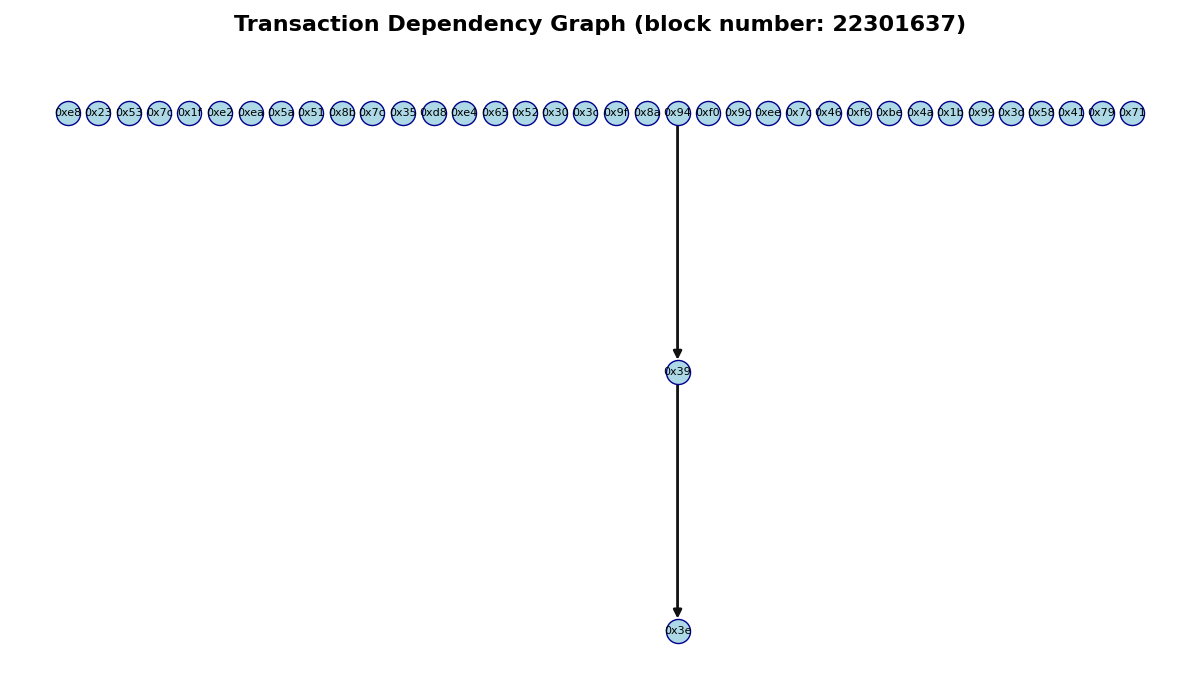 Transaction Dependency Graph (block number: 22301637)
0xe8 0x23 0x53 0x7c 0x1f 0xe2 0xea 0x5a 0x51 0x8b 0x7c 0x35 0xd8 0xe4 0x65 0x52 0x30 0x3c 0x9f 0x8a 0x94 0xf0 0x9c 0xee 0x7c 0x46 0xf6 0xbe 0x4a 0x1b 0x99 0x3d 0x58 0x41 0x79 0x71
0x39
0x3e